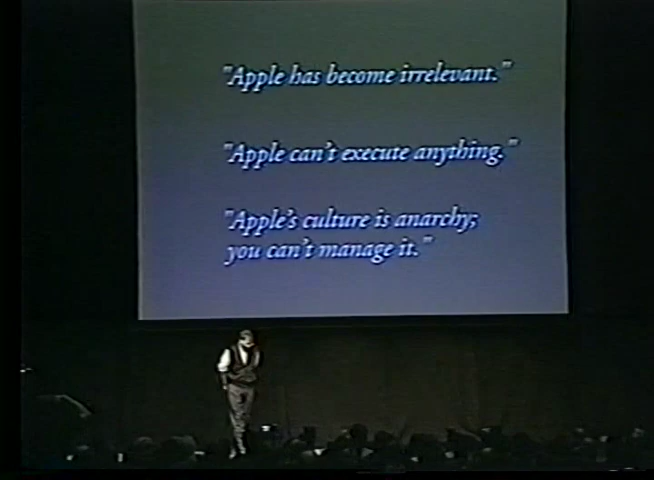 "Apple has become irrelevant."
"Apple can't execute anything."
"Apple's culture is anarchy;
you can't manage it."